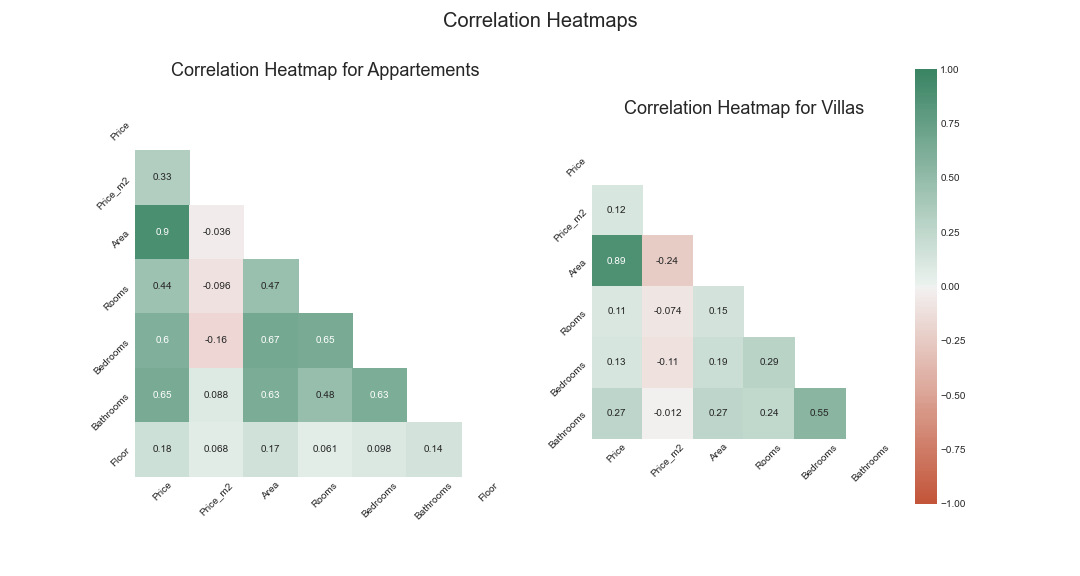 Correlation Heatmaps
Correlation Heatmap for Appartements
Price
Price_m2 0.33
Area 0.9 -0.036
Rooms 0.44 -0.096 0.47
Bedrooms 0.6 -0.16 0.67 0.65
Bathrooms 0.65 0.088 0.63 0.48 0.63
Floor 0.18 0.068 0.17 0.061 0.098 0.14
Price Price_m2 Area Rooms Bedrooms Bathrooms Floor
Correlation Heatmap for Villas
Price
Price_m2 0.12
Area 0.89 -0.24
Rooms 0.11 -0.074 0.15
Bedrooms 0.13 -0.11 0.19 0.29
Bathrooms 0.27 -0.012 0.27 0.24 0.55
Price Price_m2 Area Rooms Bedrooms Bathrooms
1.00
0.75
0.50
0.25
0.00
−0.25
−0.50
−0.75
−1.00